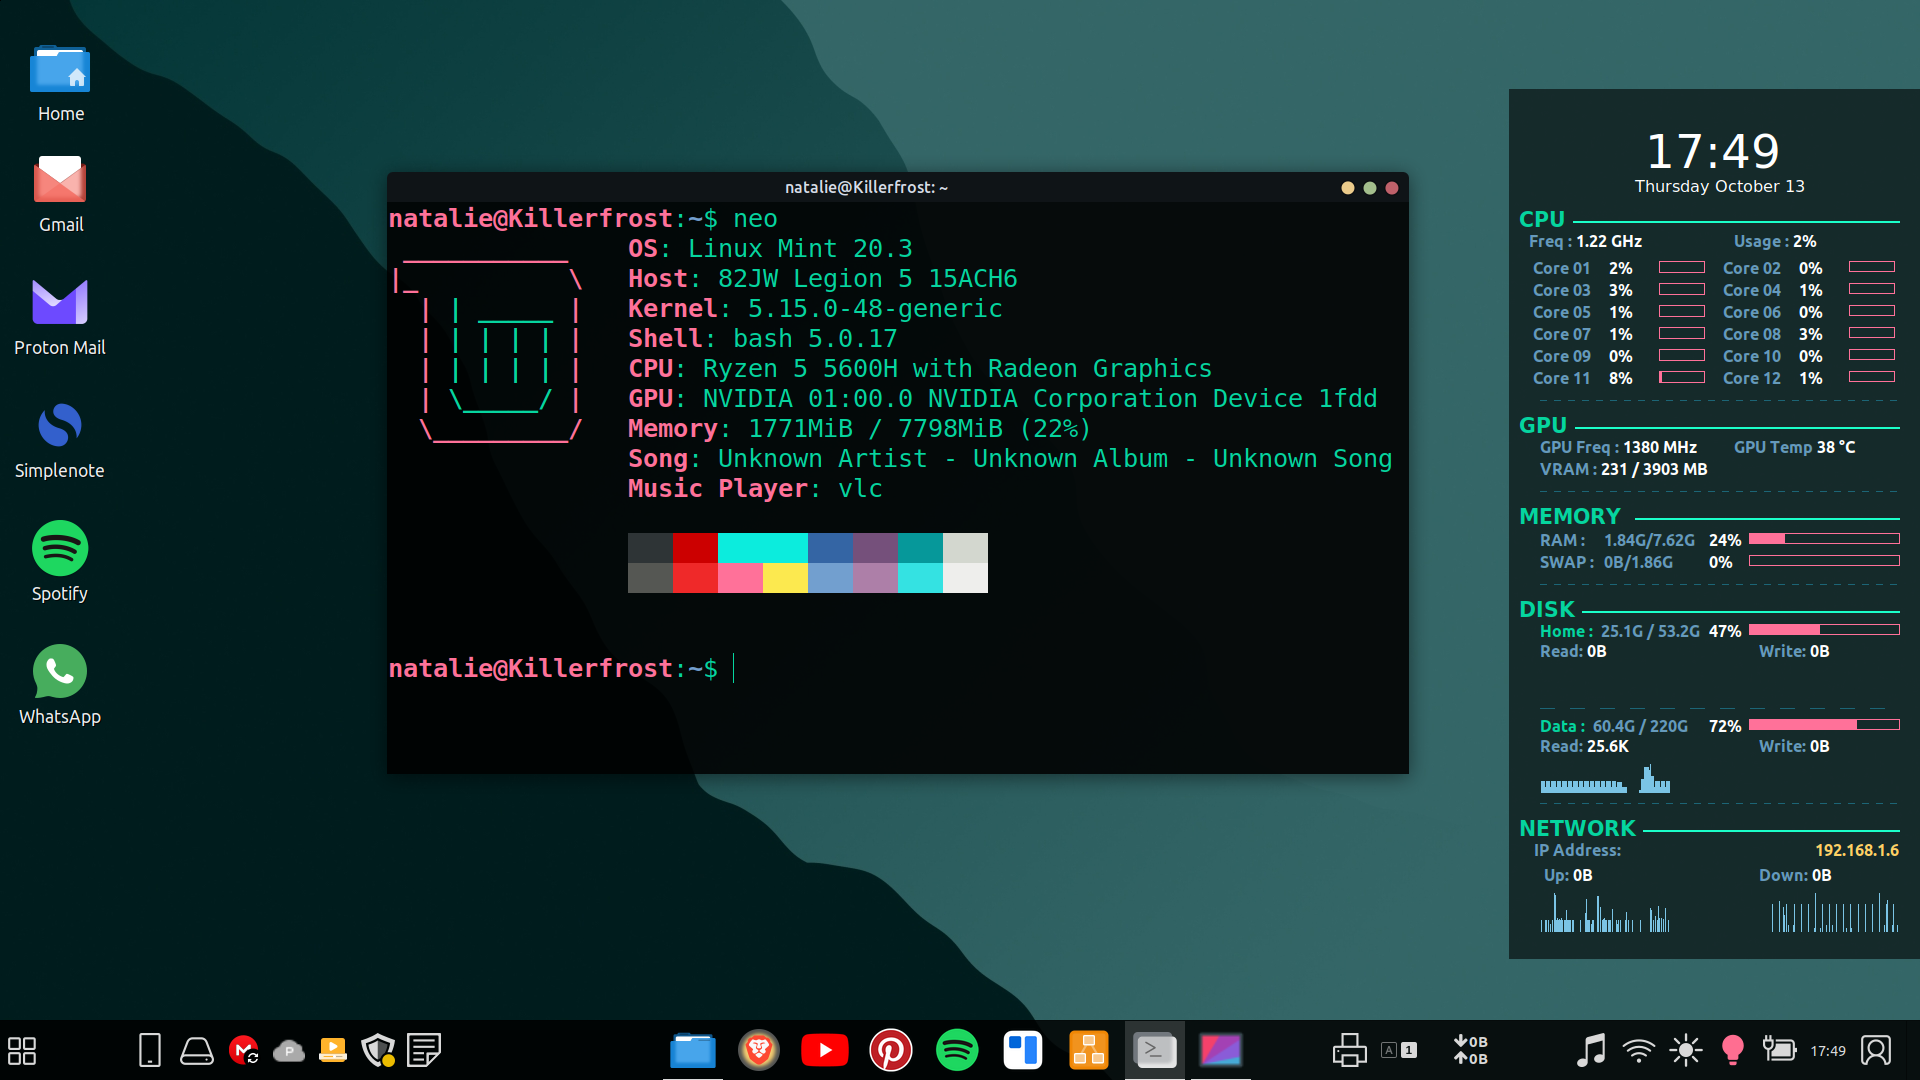 Home
Gmail
Proton Mail
Simplenote
Spotify
WhatsApp
natalie@Killerfrost: ~
natalie@Killerfrost:~$ neo
OS: Linux Mint 20.3
Host: 82JW Legion 5 15ACH6
Kernel: 5.15.0-48-generic
Shell: bash 5.0.17
CPU: Ryzen 5 5600H with Radeon Graphics
GPU: NVIDIA 01:00.0 NVIDIA Corporation Device 1fdd
Memory: 1771MiB / 7798MiB (22%)
Song: Unknown Artist - Unknown Album - Unknown Song
Music Player: vlc
natalie@Killerfrost:~$
17:49
Thursday October 13
CPU
Freq : 1.22 GHz Usage : 2%
Core 01 2% Core 02 0%
Core 03 3% Core 04 1%
Core 05 1% Core 06 0%
Core 07 1% Core 08 3%
Core 09 0% Core 10 0%
Core 11 8% Core 12 1%
GPU
GPU Freq : 1380 MHz GPU Temp 38 °C
VRAM : 231 / 3903 MB
MEMORY
RAM : 1.84G/7.62G 24%
SWAP : 0B/1.86G 0%
DISK
Home : 25.1G / 53.2G 47%
Read: 0B Write: 0B
Data : 60.4G / 220G 72%
Read: 25.6K Write: 0B
NETWORK
IP Address: 192.168.1.6
Up: 0B Down: 0B
P
A 1
0B
0B
17:49